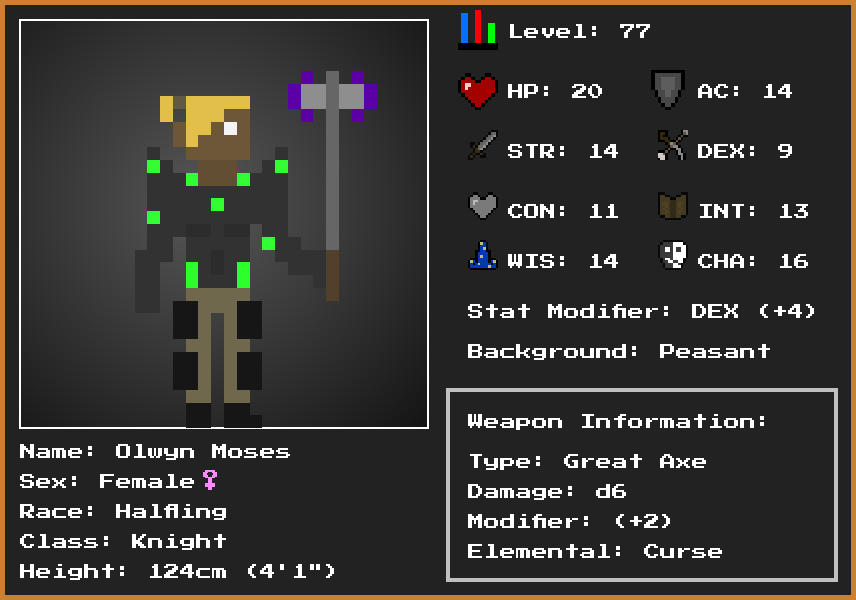 Level: 77
HP: 20
AC: 14
STR: 14
DEX: 9
CON: 11
INT: 13
WIS: 14
CHA: 16
Stat Modifier: DEX (+4)
Background: Peasant
Weapon Information:
Type: Great Axe
Damage: d6
Modifier: (+2)
Elemental: Curse
Name: Olwyn Moses
Sex: Female♀
Race: Halfling
Class: Knight
Height: 124cm (4'1")